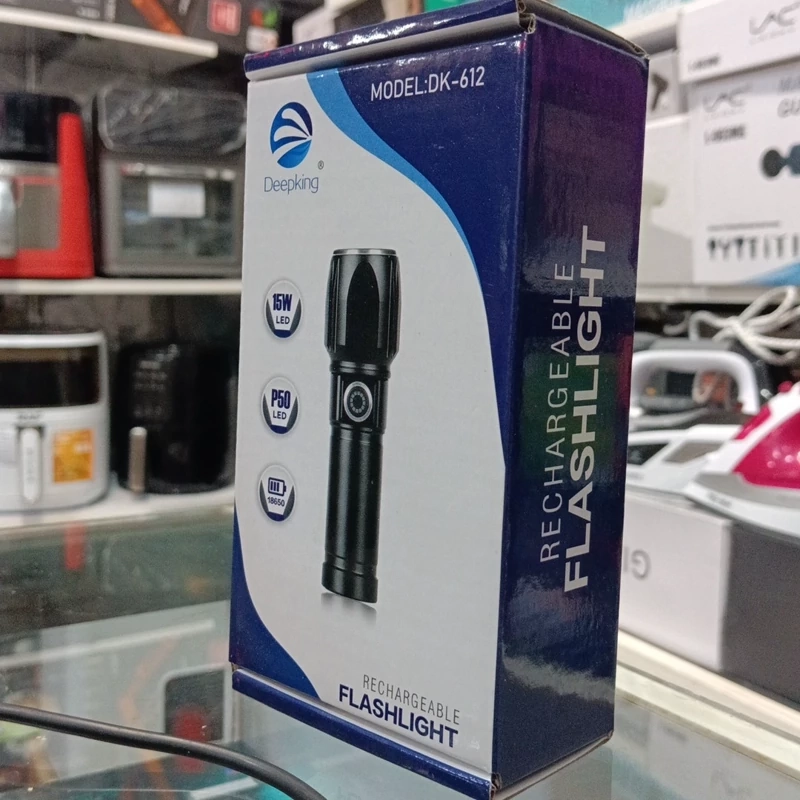 MODEL:DK-612
Deepking®
15W
LED
P50
LED
18650
RECHARGEABLE
FLASHLIGHT
RECHARGEABLE
FLASHLIGHT